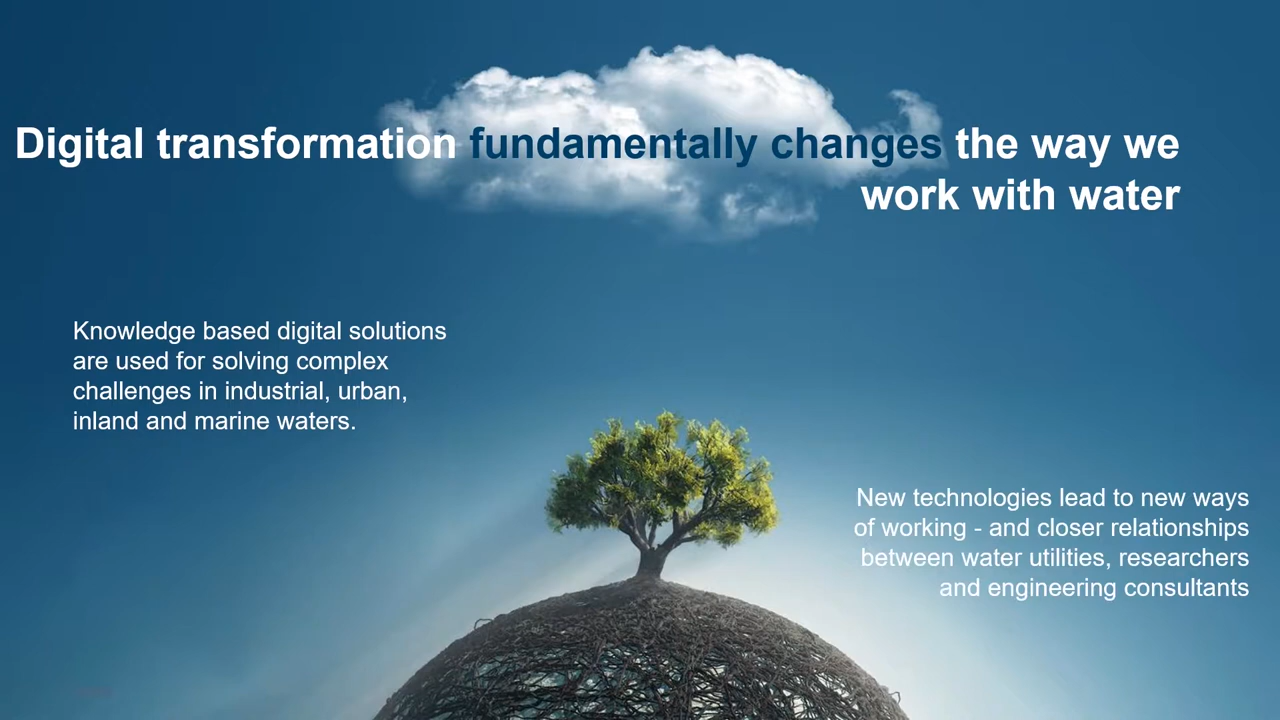 Digital transformation fundamentally changes the way we
work with water
Knowledge based digital solutions
are used for solving complex
challenges in industrial, urban,
inland and marine waters.
New technologies lead to new ways
of working - and closer relationships
between water utilities, researchers
and engineering consultants